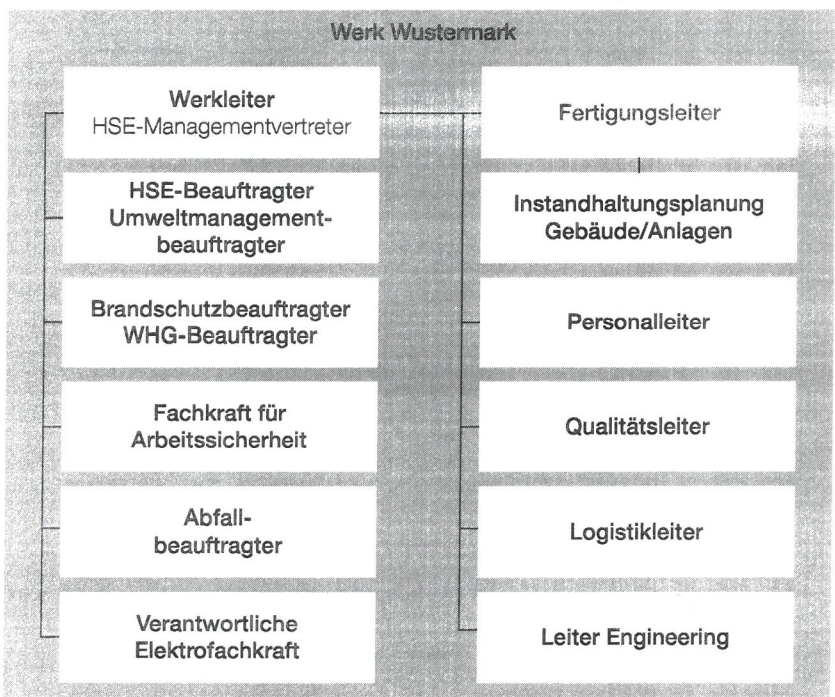 Werk Wustermark
Werkleiter
HSE-Managementvertreter
HSE-Beauftragter
Umweltmanagement-
beauftragter
Brandschutzbeauftragter
WHG-Beauftragter
Fachkraft für
Arbeitssicherheit
Abfall-
beauftragter
Verantwortliche
Elektrofachkraft
Fertigungsleiter
Instandhaltungsplanung
Gebäude/Anlagen
Personalleiter
Qualitätsleiter
Logistikleiter
Leiter Engineering